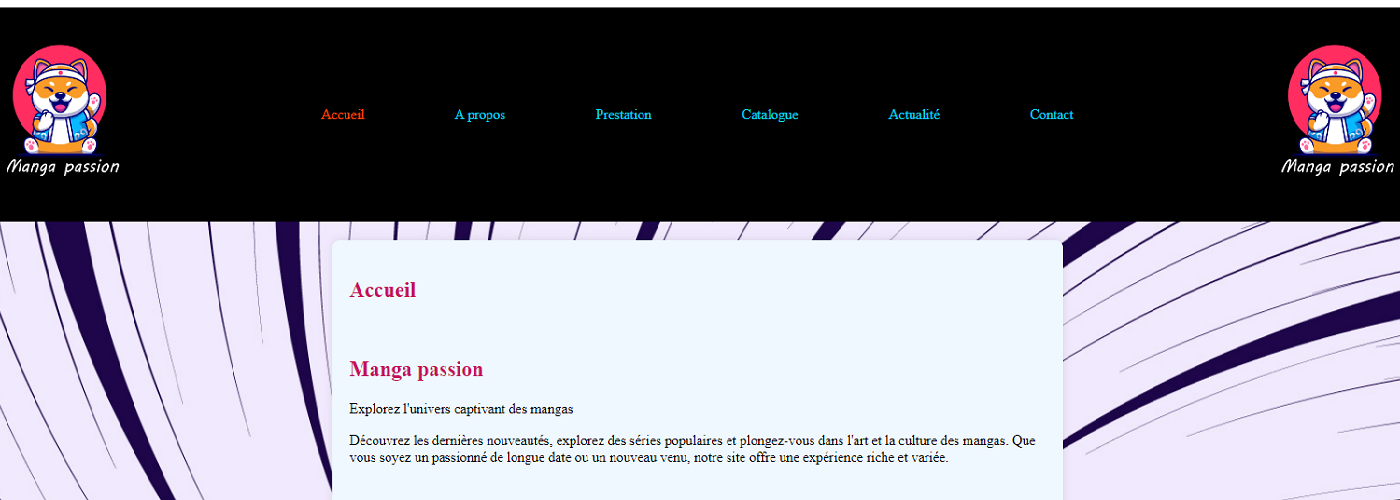 Manga passion
Accueil A propos Prestation Catalogue Actualité Contact
Manga passion
Accueil
Manga passion
Explorez l'univers captivant des mangas
Découvrez les dernières nouveautés, explorez des séries populaires et plongez-vous dans l'art et la culture des mangas. Que
vous soyez un passionné de longue date ou un nouveau venu, notre site offre une expérience riche et variée.